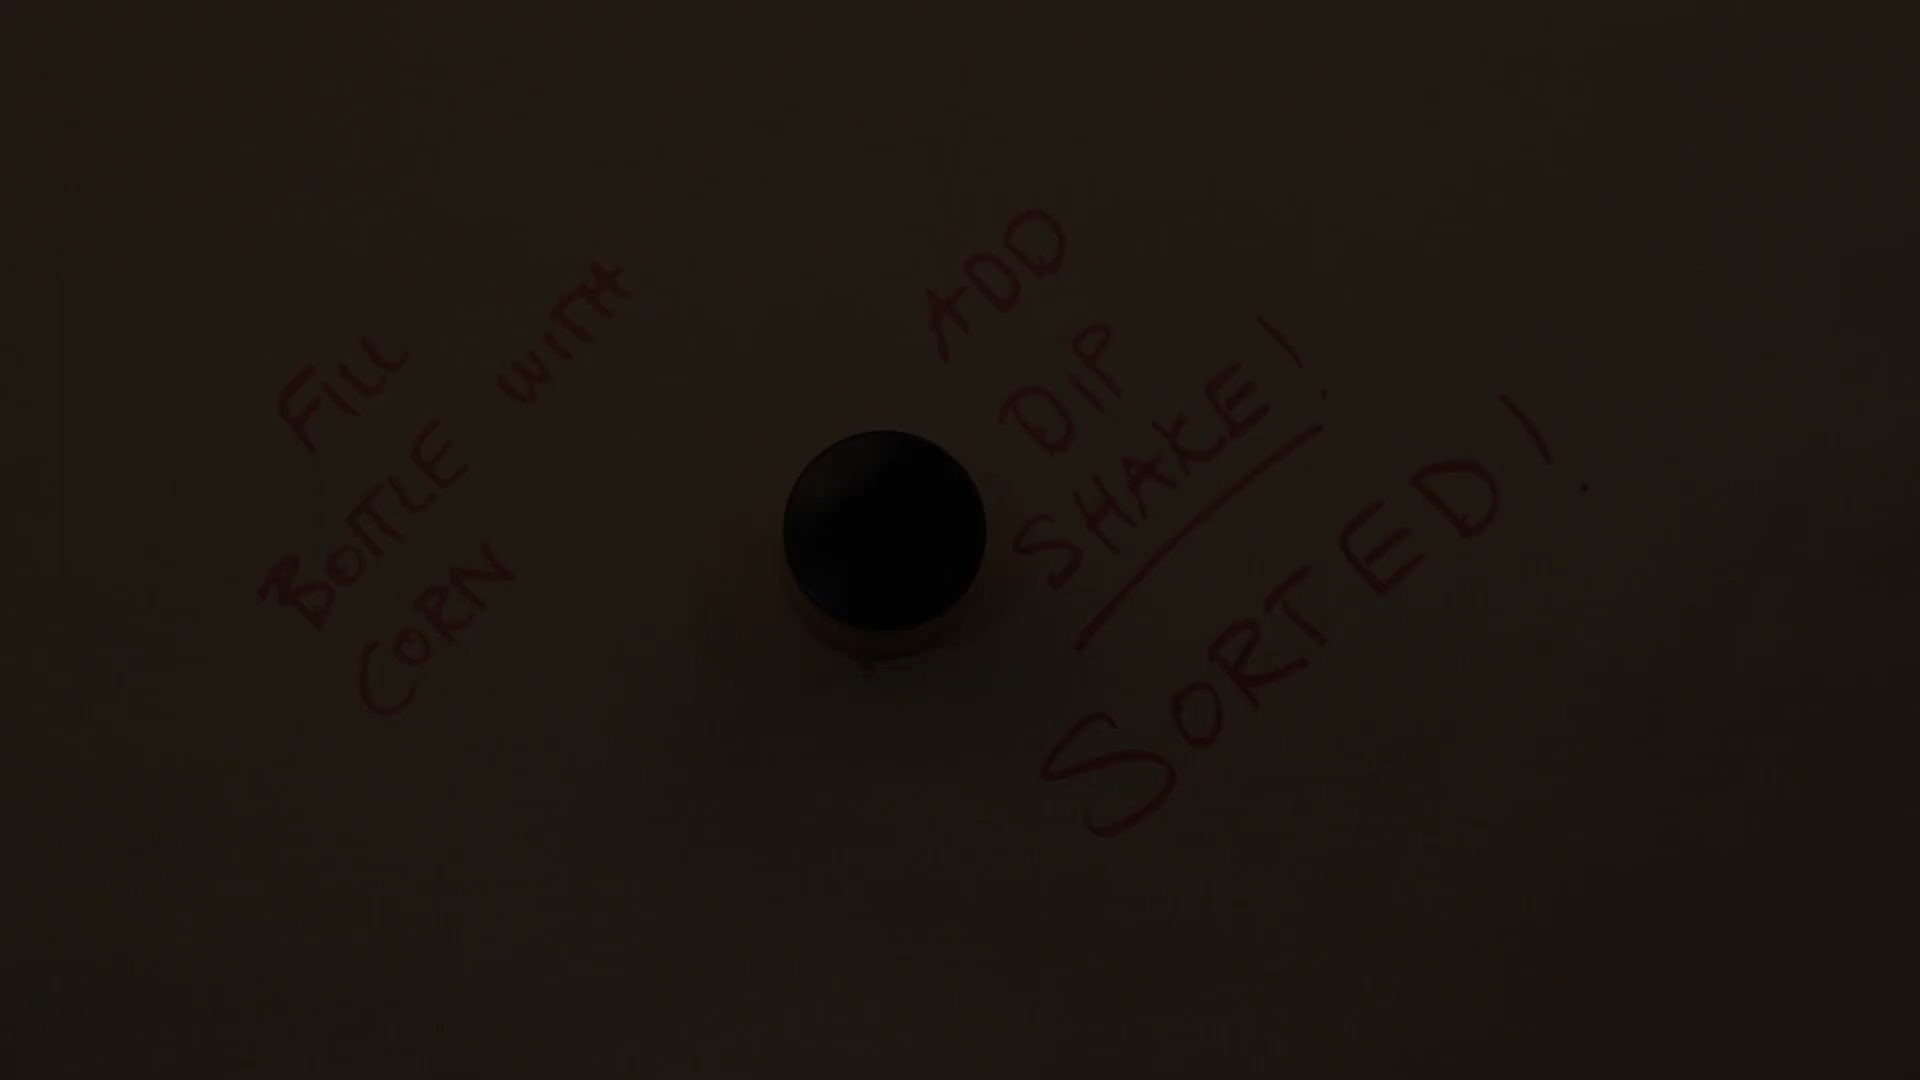 FILL
BOTTLE WITH
CORN
ADD
DIP
SHAKE!
SORTED!